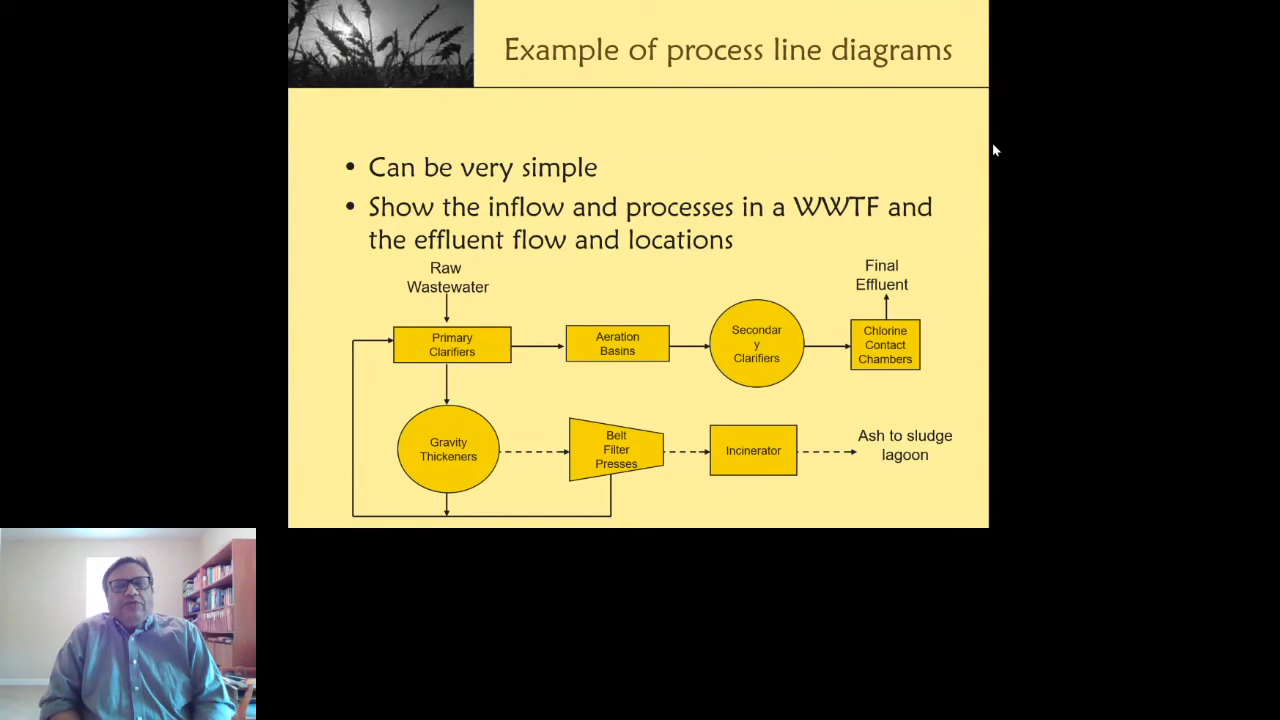 Example of process line diagrams
• Can be very simple
• Show the inflow and processes in a WWTF and
the effluent flow and locations
Raw
Wastewater
Final
Effluent
Primary
Clarifiers
Aeration
Basins
Secondar
y
Clarifiers
Chlorine
Contact
Chambers
Gravity
Thickeners
Belt
Filter
Presses
Incinerator
Ash to sludge
lagoon